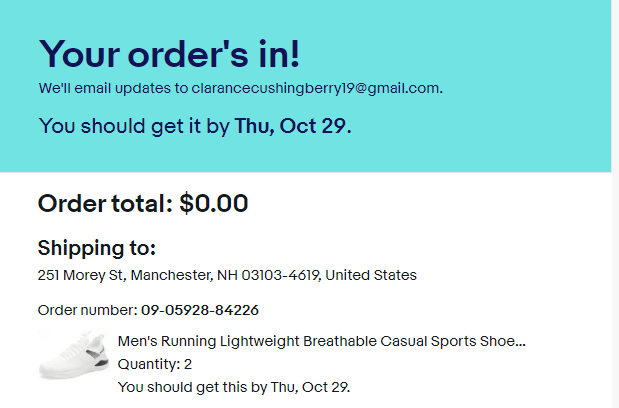 Your order's in!
We'll email updates to clarancecushingberry19@gmail.com.
You should get it by Thu, Oct 29.
Order total: $0.00
Shipping to:
251 Morey St, Manchester, NH 03103-4619, United States
Order number: 09-05928-84226
Men's Running Lightweight Breathable Casual Sports Shoe...
Quantity: 2
You should get this by Thu, Oct 29.